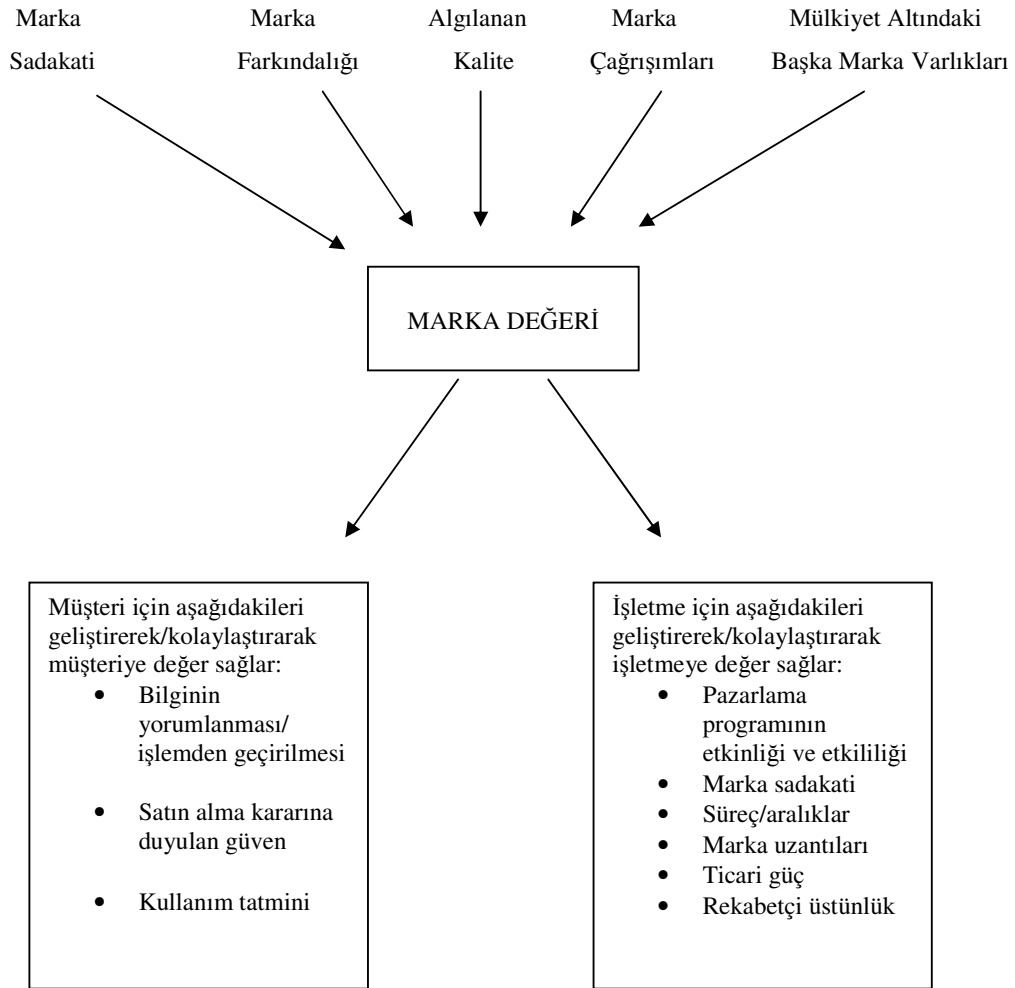 Marka Sadakati
Marka Farkındalığı
Algılanan Kalite
Marka Çağrışımları
Mülkiyet Altındaki Başka Marka Varlıkları
MARKA DEĞERİ
Müşteri için aşağıdakileri
geliştirerek/kolaylaştırarak
müşteriye değer sağlar:
• Bilginin
yorumlanması/
işlemden geçirilmesi
• Satın alma kararına
duyulan güven
• Kullanım tatmini
İşletme için aşağıdakileri
geliştirerek/kolaylaştırarak
işletmeye değer sağlar:
• Pazarlama
programının
etkinliği ve etkililiği
• Marka sadakati
• Süreç/aralıklar
• Marka uzantıları
• Ticari güç
• Rekabetçi üstünlük